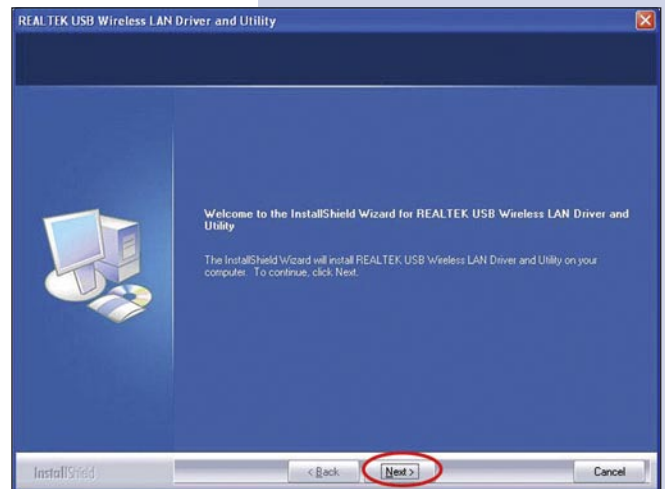 REALTEK USB Wireless LAN Driver and Utility
Welcome to the InstallShield Wizard for REALTEK USB Wireless LAN Driver and
Utility
The InstallShield Wizard will install REALTEK USB Wireless LAN Driver and Utility on your
computer. To continue, click Next.
InstallShield
< Back
Next >
Cancel